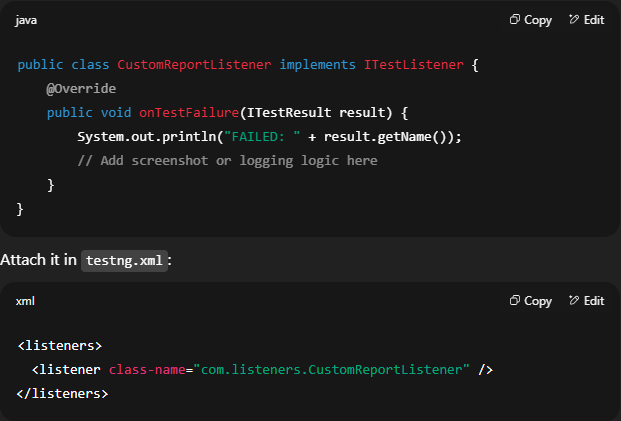 java Copy Edit
public class CustomReportListener implements ITestListener {
    @Override
    public void onTestFailure(ITestResult result) {
        System.out.println("FAILED: " + result.getName());
        // Add screenshot or logging logic here
    }
}
Attach it in testng.xml:
xml Copy Edit
<listeners>
  <listener class-name="com.listeners.CustomReportListener" />
</listeners>